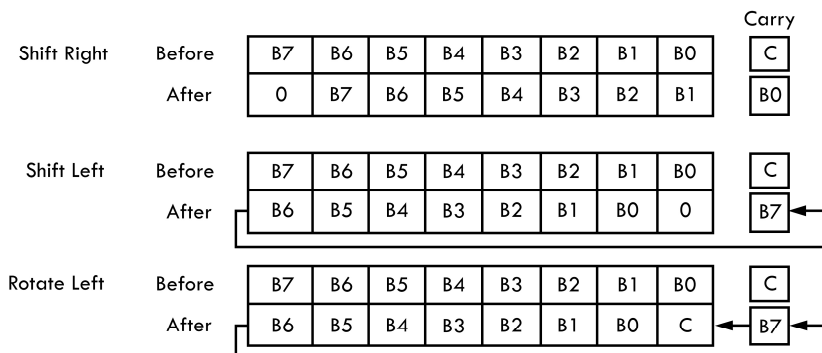 Carry
Shift Right Before B7 B6 B5 B4 B3 B2 B1 B0 C
After 0 B7 B6 B5 B4 B3 B2 B1 B0
Shift Left Before B7 B6 B5 B4 B3 B2 B1 B0 C
After B6 B5 B4 B3 B2 B1 B0 0 B7
Rotate Left Before B7 B6 B5 B4 B3 B2 B1 B0 C
After B6 B5 B4 B3 B2 B1 B0 C B7